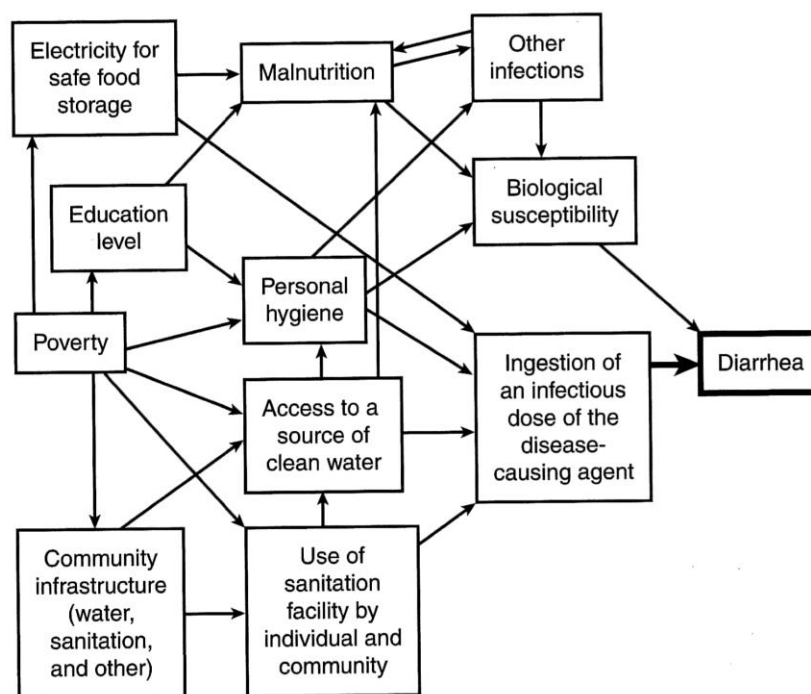 Electricity for
safe food
storage
Malnutrition
Other
infections
Education
level
Biological
susceptibility
Personal
hygiene
Poverty
Ingestion of
an infectious
dose of the
disease-
causing agent
Diarrhea
Access to a
source of
clean water
Community
infrastructure
(water,
sanitation,
and other)
Use of
sanitation
facility by
individual and
community